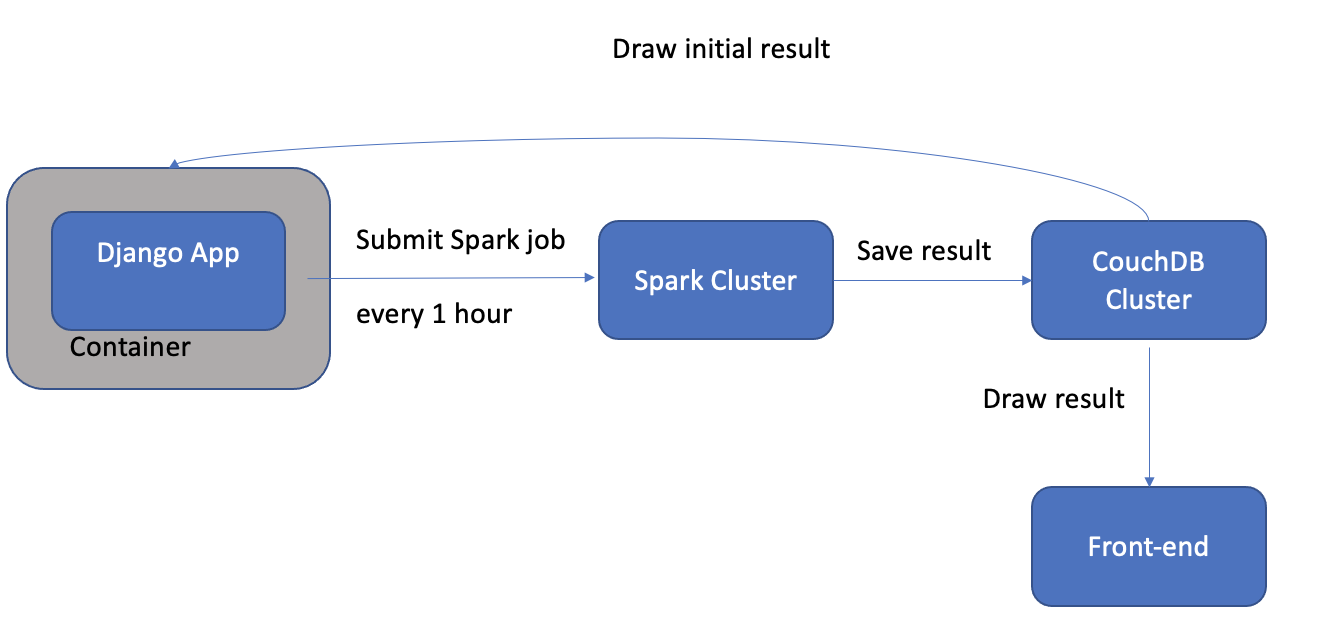 Draw initial result
Django App
Container
Submit Spark job
every 1 hour
Spark Cluster
Save result
CouchDB
Cluster
Draw result
Front-end